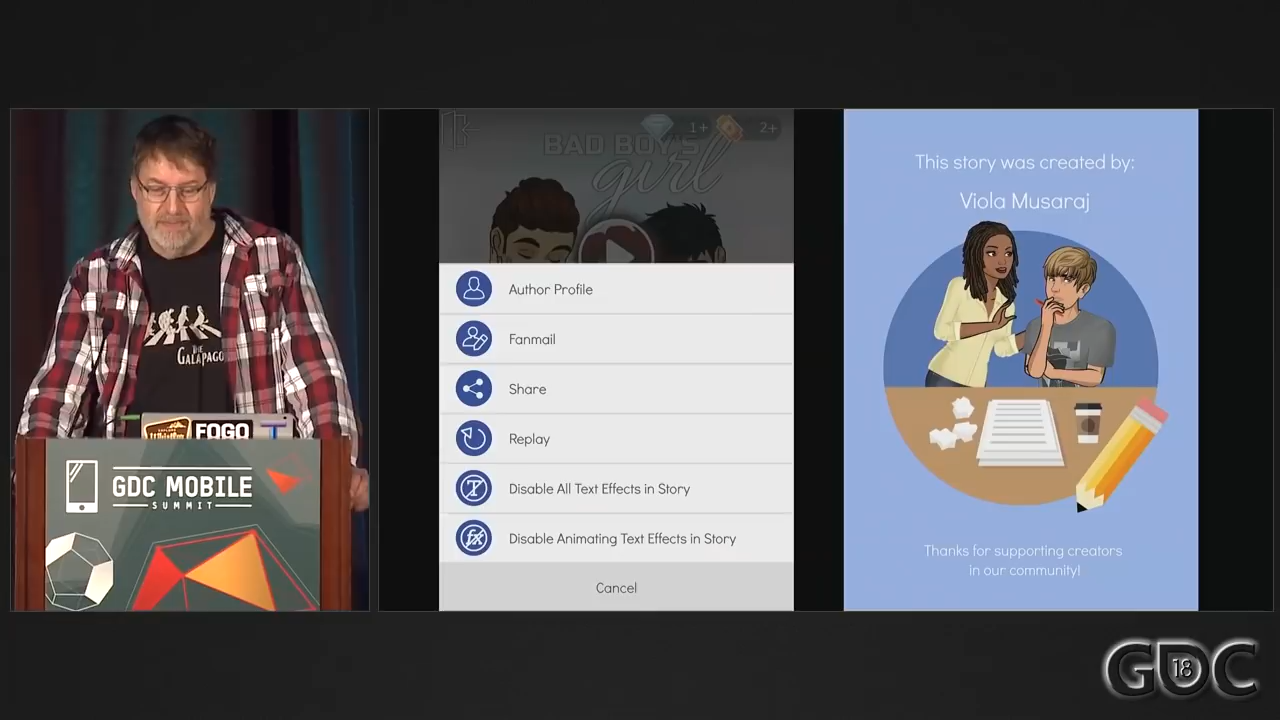 THE
GALAPAGO
FOGO
GDC MOBILE
SUMMIT
1+
2+
BAD BOY'S
girl
Author Profile
Fanmail
Share
Replay
Disable All Text Effects in Story
Disable Animating Text Effects in Story
Cancel
This story was created by:
Viola Musaraj
Thanks for supporting creators
in our community!
GDC
18